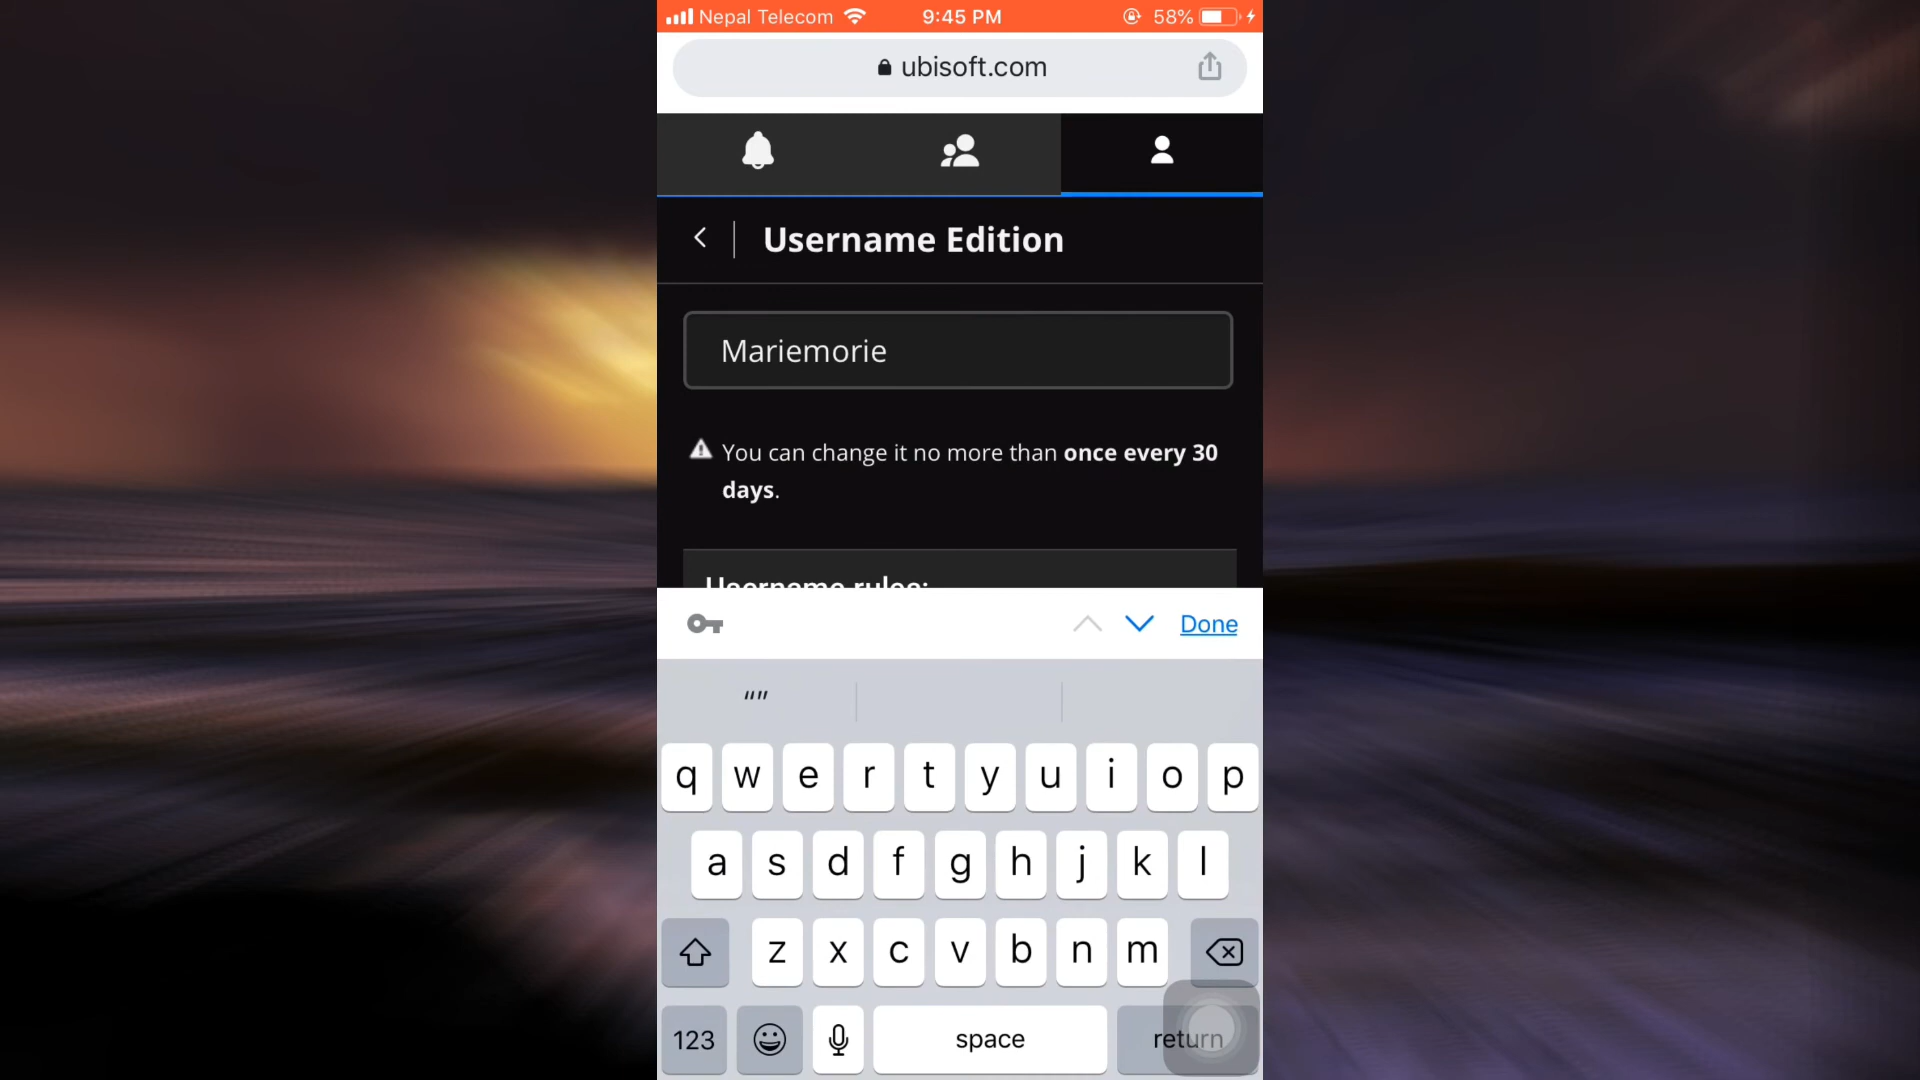 Nepal Telecom 9:45 PM 58%
ubisoft.com
Username Edition
Mariemorie
You can change it no more than once every 30
days.
Username rules:
Done
“”
q w e r t y u i o p
a s d f g h j k l
z x c v b n m
123 space return